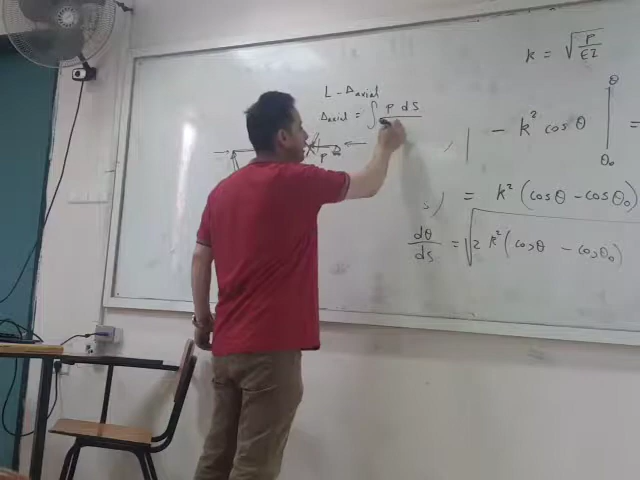 k = √(P/EI)
L - Δaxial
Δaxial = ∫ P ds
P
- k² cos θ |
θ
θ₀
=
= k² (cos θ - cos θ₀)
dθ/ds = √(2 k² (cos θ - cos θ₀))